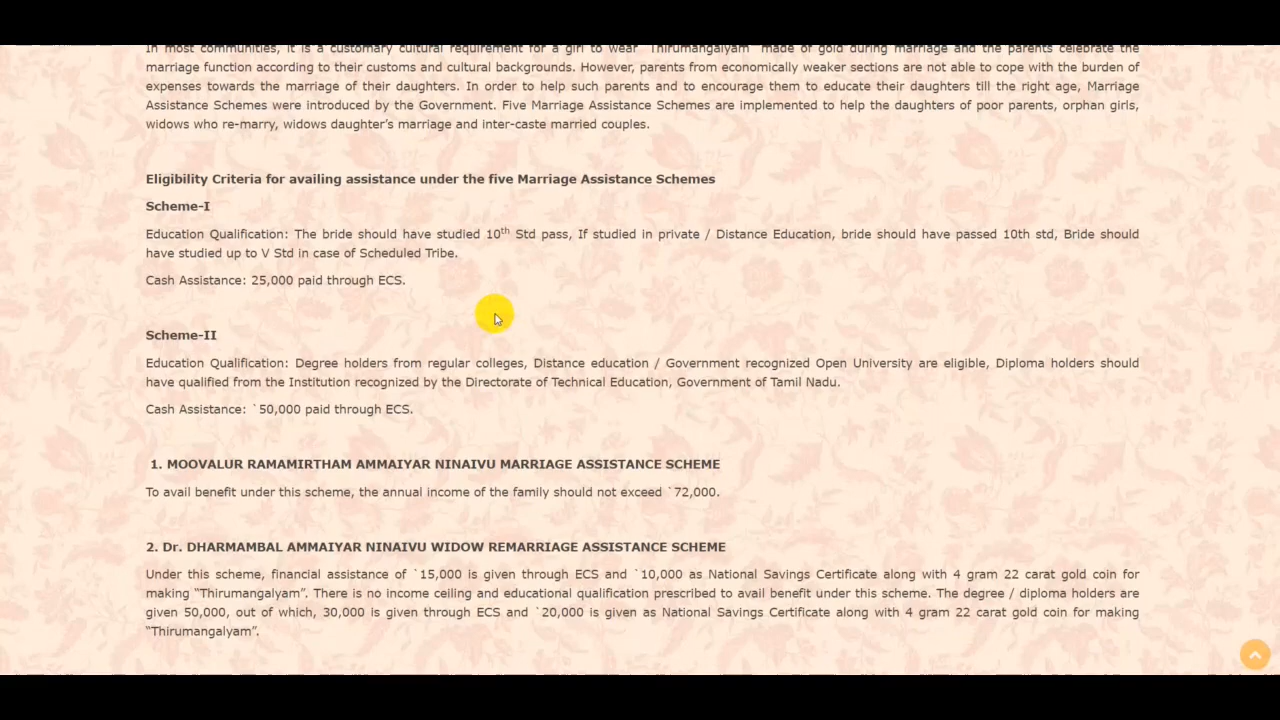 In most communities, it is a customary cultural requirement for a girl to wear "Thirumangalyam" made of gold during marriage and the parents celebrate the
marriage function according to their customs and cultural backgrounds. However, parents from economically weaker sections are not able to cope with the burden of
expenses towards the marriage of their daughters. In order to help such parents and to encourage them to educate their daughters till the right age, Marriage
Assistance Schemes were introduced by the Government. Five Marriage Assistance Schemes are implemented to help the daughters of poor parents, orphan girls,
widows who re-marry, widows daughter's marriage and inter-caste married couples.
Eligibility Criteria for availing assistance under the five Marriage Assistance Schemes
Scheme-I
Education Qualification: The bride should have studied 10th Std pass, If studied in private / Distance Education, bride should have passed 10th std, Bride should
have studied up to V Std in case of Scheduled Tribe.
Cash Assistance: 25,000 paid through ECS.
Scheme-II
Education Qualification: Degree holders from regular colleges, Distance education / Government recognized Open University are eligible, Diploma holders should
have qualified from the Institution recognized by the Directorate of Technical Education, Government of Tamil Nadu.
Cash Assistance: `50,000 paid through ECS.
1. MOOVALUR RAMAMIRTHAM AMMAIYAR NINAIVU MARRIAGE ASSISTANCE SCHEME
To avail benefit under this scheme, the annual income of the family should not exceed `72,000.
2. Dr. DHARMAMBAL AMMAIYAR NINAIVU WIDOW REMARRIAGE ASSISTANCE SCHEME
Under this scheme, financial assistance of `15,000 is given through ECS and `10,000 as National Savings Certificate along with 4 gram 22 carat gold coin for
making "Thirumangalyam". There is no income ceiling and educational qualification prescribed to avail benefit under this scheme. The degree / diploma holders are
given 50,000, out of which, 30,000 is given through ECS and `20,000 is given as National Savings Certificate along with 4 gram 22 carat gold coin for making
"Thirumangalyam".